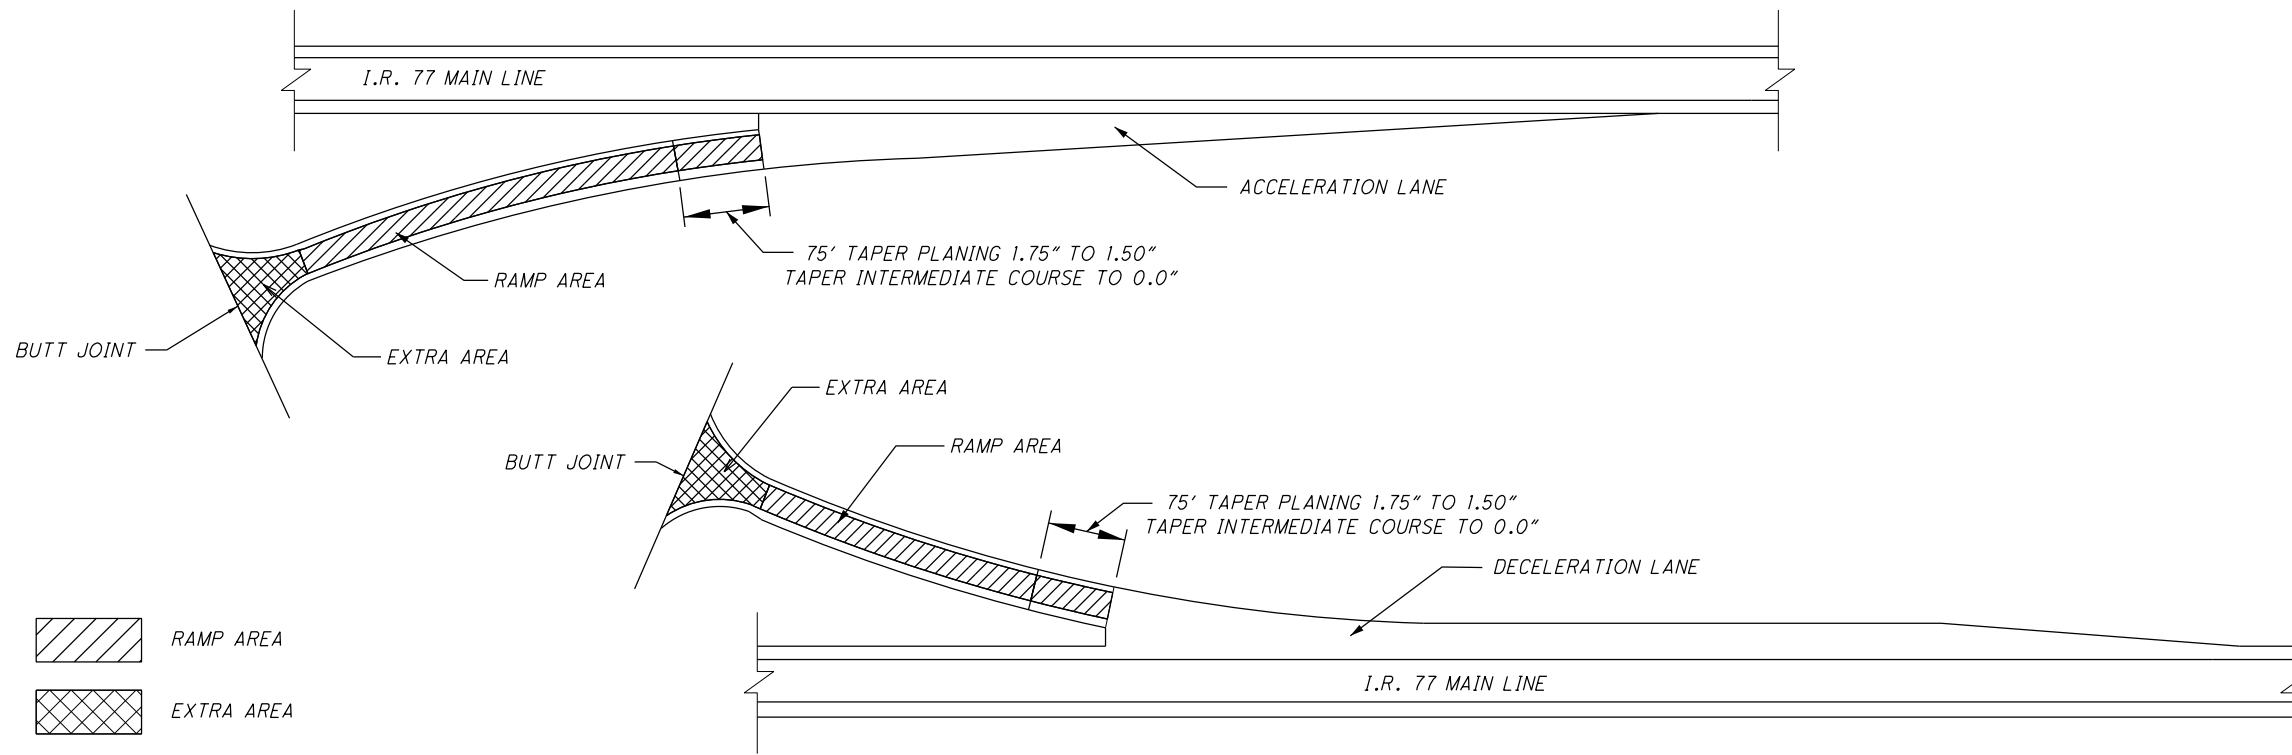 I.R. 77 MAIN LINE
ACCELERATION LANE
75' TAPER PLANING 1.75" TO 1.50"
TAPER INTERMEDIATE COURSE TO 0.0"
RAMP AREA
BUTT JOINT
EXTRA AREA
EXTRA AREA
RAMP AREA
BUTT JOINT
75' TAPER PLANING 1.75" TO 1.50"
TAPER INTERMEDIATE COURSE TO 0.0"
DECELERATION LANE
RAMP AREA
I.R. 77 MAIN LINE
EXTRA AREA